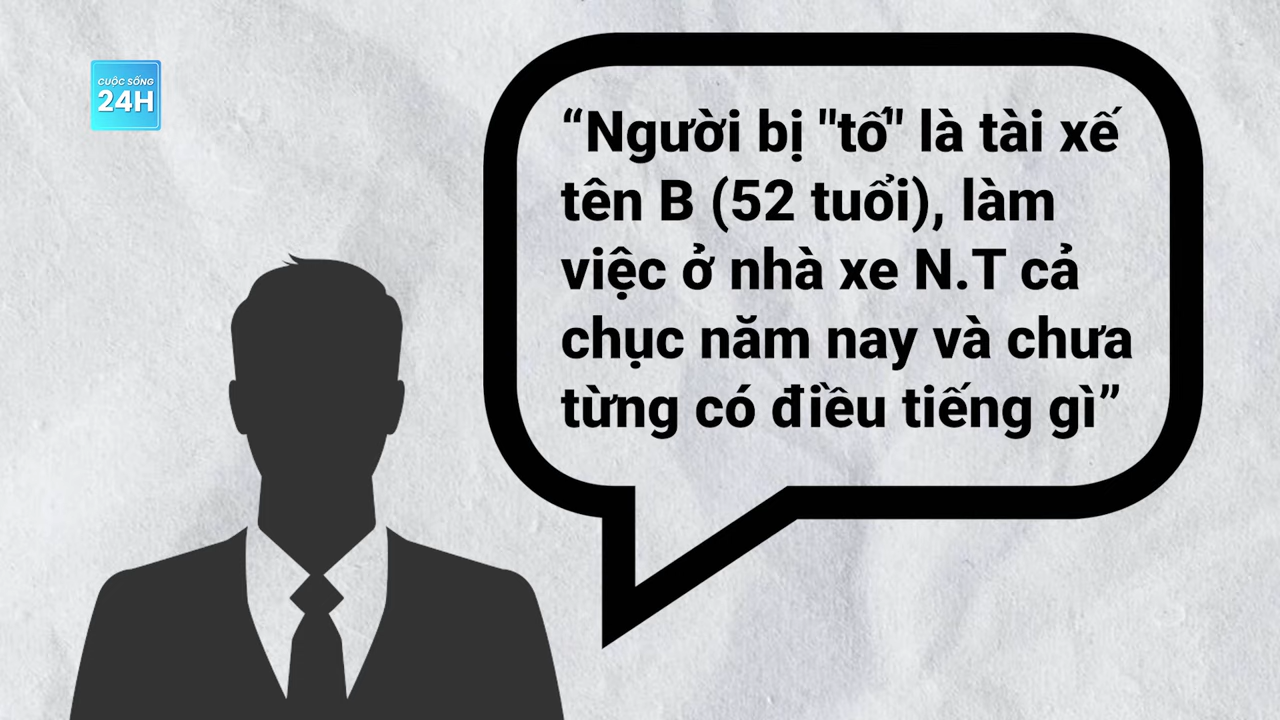 CUỘC SỐNG
24H
“Người bị "tố" là tài xế
tên B (52 tuổi), làm
việc ở nhà xe N.T cả
chục năm nay và chưa
từng có điều tiếng gì”